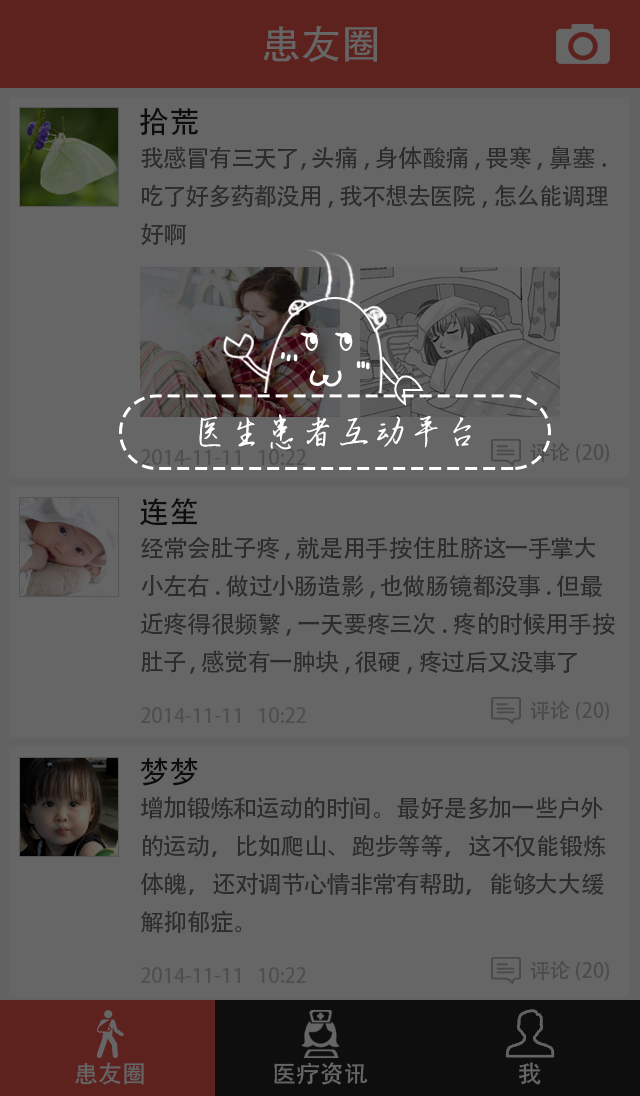 患友圈
拾荒
我感冒有三天了,头痛,身体酸痛,畏寒,鼻塞.
吃了好多药都没用,我不想去医院,怎么能调理
好啊
医生患者互动平台
2014-11-11 10:22
评论 (20)
连笙
经常会肚子疼,就是用手按住肚脐这一手掌大
小左右.做过小肠造影,也做肠镜都没事.但最
近疼得很频繁,一天要疼三次.疼的时候用手按
肚子,感觉有一肿块,很硬,疼过后又没事了
2014-11-11 10:22
评论 (20)
梦梦
增加锻炼和运动的时间。最好是多加一些户外
的运动， 比如爬山、跑步等等， 这不仅能锻炼
体魄， 还对调节心情非常有帮助， 能够大大缓
解抑郁症。
2014-11-11 10:22
评论 (20)
患友圈
医疗资讯
我